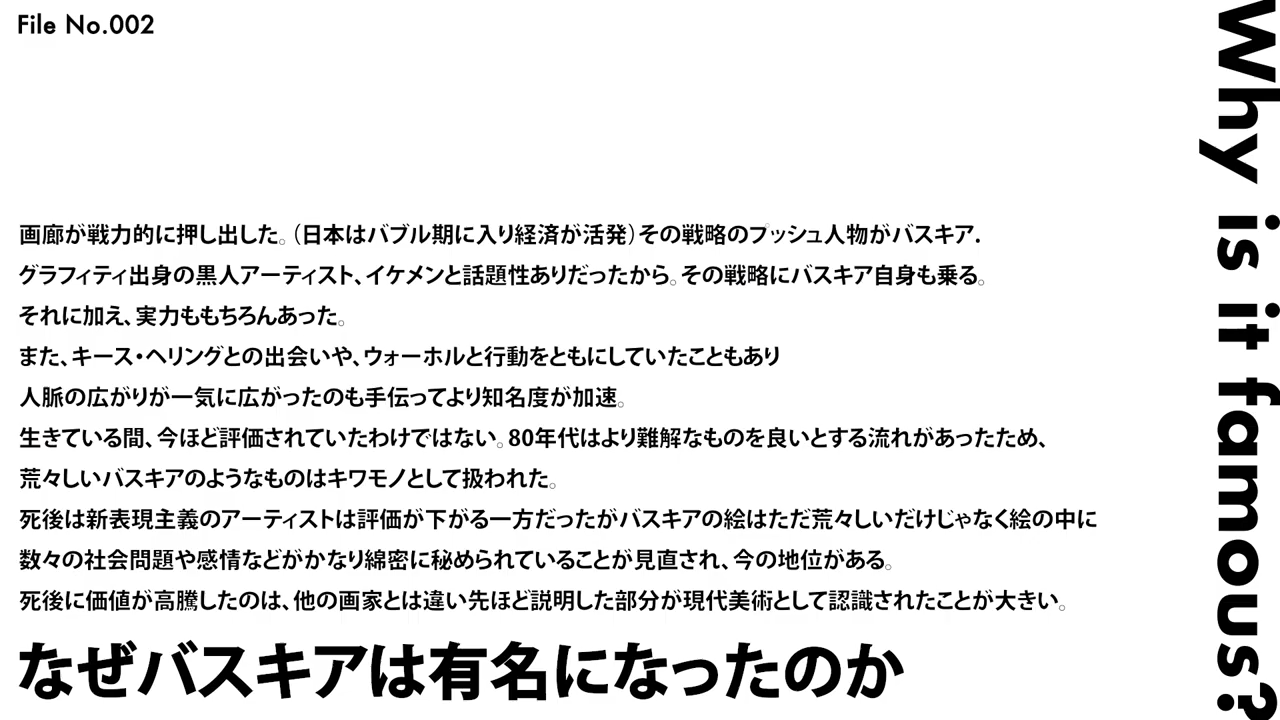 File No.002
画廊が戦力的に押し出した。（日本はバブル期に入り経済が活発）その戦略のプッシュ人物がバスキア.
グラフィティ出身の黒人アーティスト、イケメンと話題性ありだったから。その戦略にバスキア自身も乗る。
それに加え、実力ももちろんあった。
また、キース・ヘリングとの出会いや、ウォーホルと行動をともにしていたこともあり
人脈の広がりが一気に広がったのも手伝ってより知名度が加速。
生きている間、今ほど評価されていたわけではない。80年代はより難解なものを良いとする流れがあったため、
荒々しいバスキアのようなものはキワモノとして扱われた。
死後は新表現主義のアーティストは評価が下がる一方だったがバスキアの絵はただ荒々しいだけじゃなく絵の中に
数々の社会問題や感情などがかなり綿密に秘められていることが見直され、今の地位がある。
死後に価値が高騰したのは、他の画家とは違い先ほど説明した部分が現代美術として認識されたことが大きい。
なぜバスキアは有名になったのか
Why is it famous?